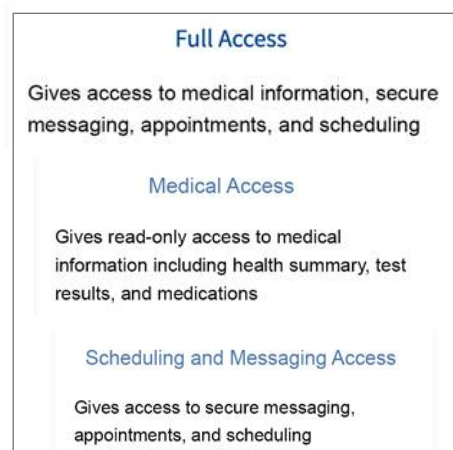 Full Access
Gives access to medical information, secure
messaging, appointments, and scheduling
Medical Access
Gives read-only access to medical
information including health summary, test
results, and medications
Scheduling and Messaging Access
Gives access to secure messaging,
appointments, and scheduling